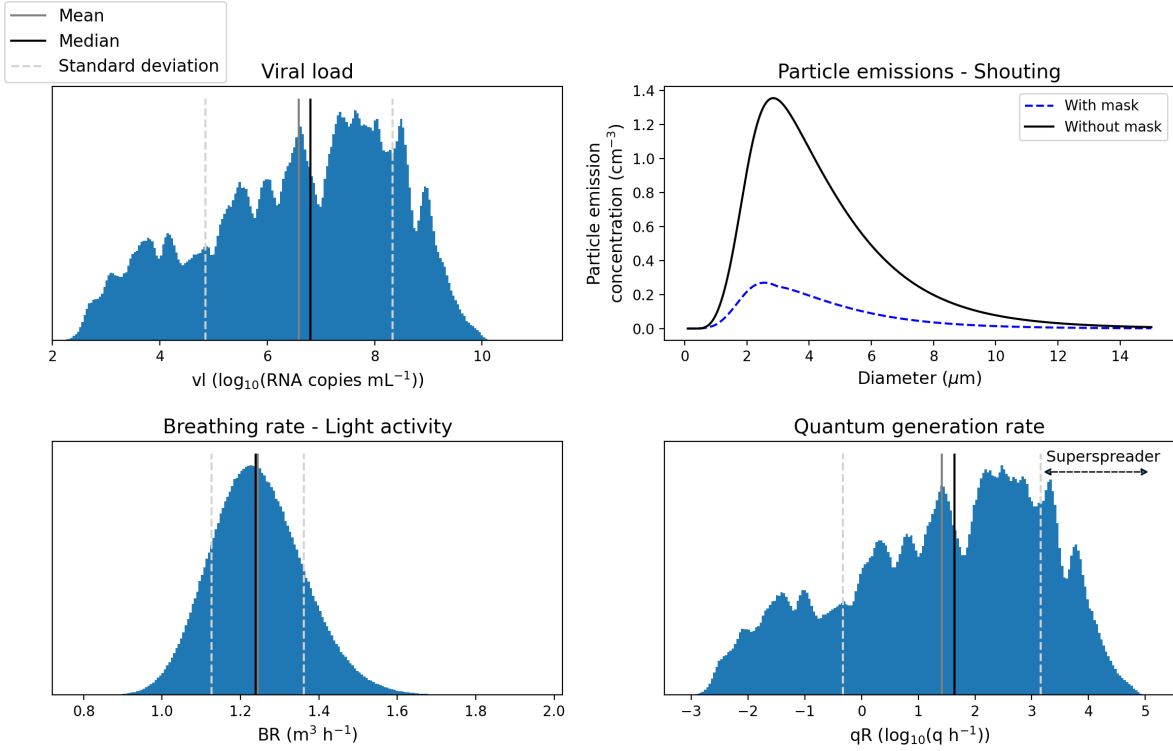 Mean
Median
Standard deviation
Viral load
2 4 6 8 10
vl (log₁₀(RNA copies mL⁻¹))
Particle emissions - Shouting
With mask
Without mask
Particle emission
concentration (cm⁻³)
1.4
1.2
1.0
0.8
0.6
0.4
0.2
0.0
0 2 4 6 8 10 12 14
Diameter (μm)
Breathing rate - Light activity
0.8 1.0 1.2 1.4 1.6 1.8 2.0
BR (m³ h⁻¹)
Quantum generation rate
Superspreader
−3 −2 −1 0 1 2 3 4 5
qR (log₁₀(q h⁻¹))